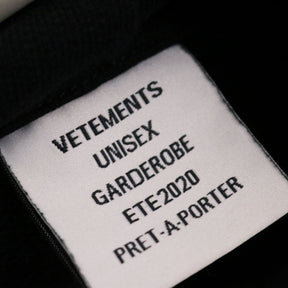 VETEMENTS
UNISEX
GARDEROBE
ETE2020
PRET-A-PORTER